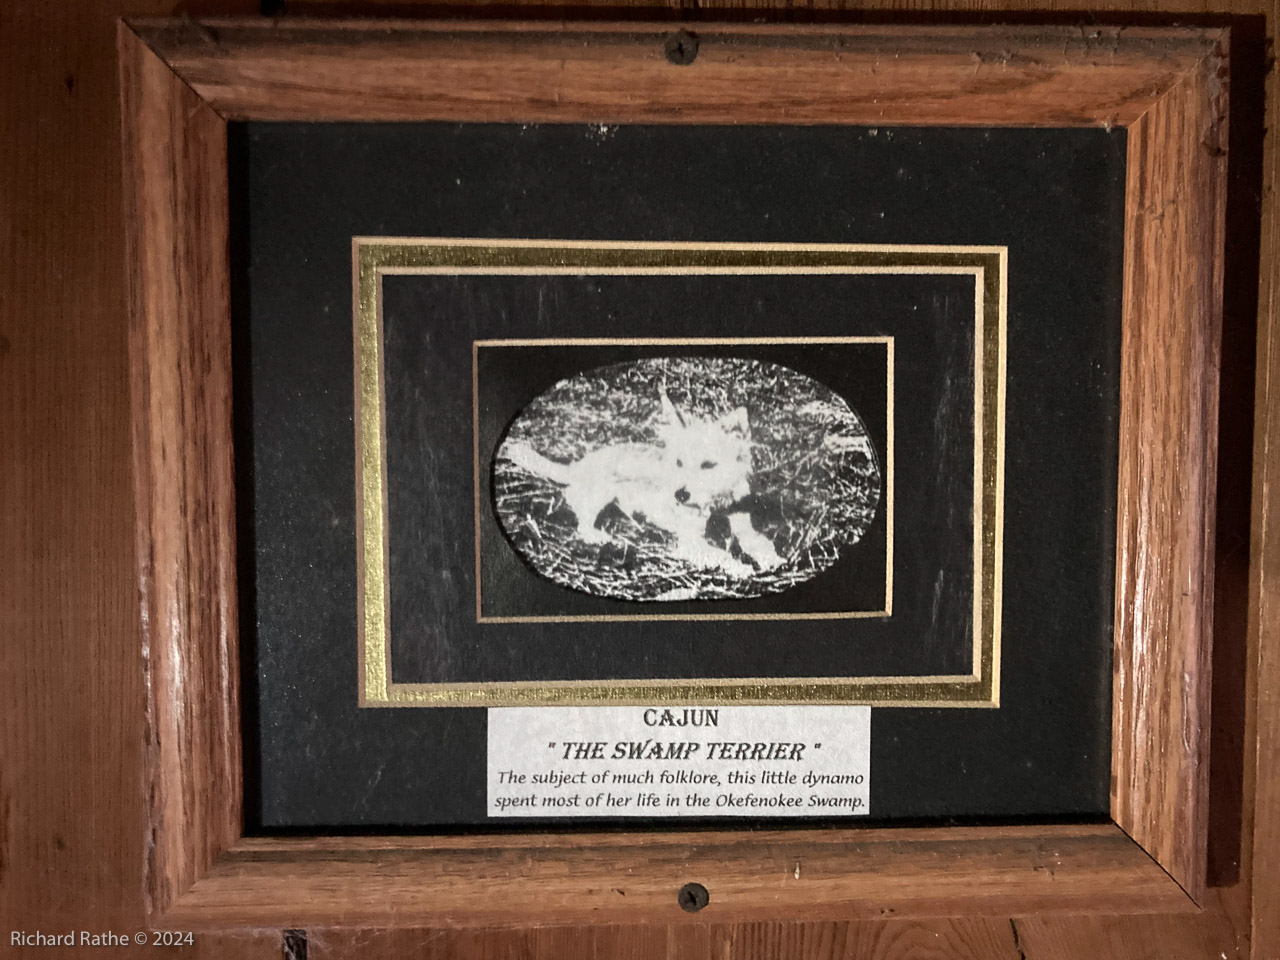 CAJUN
" THE SWAMP TERRIER "
The subject of much folklore, this little dynamo
spent most of her life in the Okefenokee Swamp.
Richard Rathe © 2024